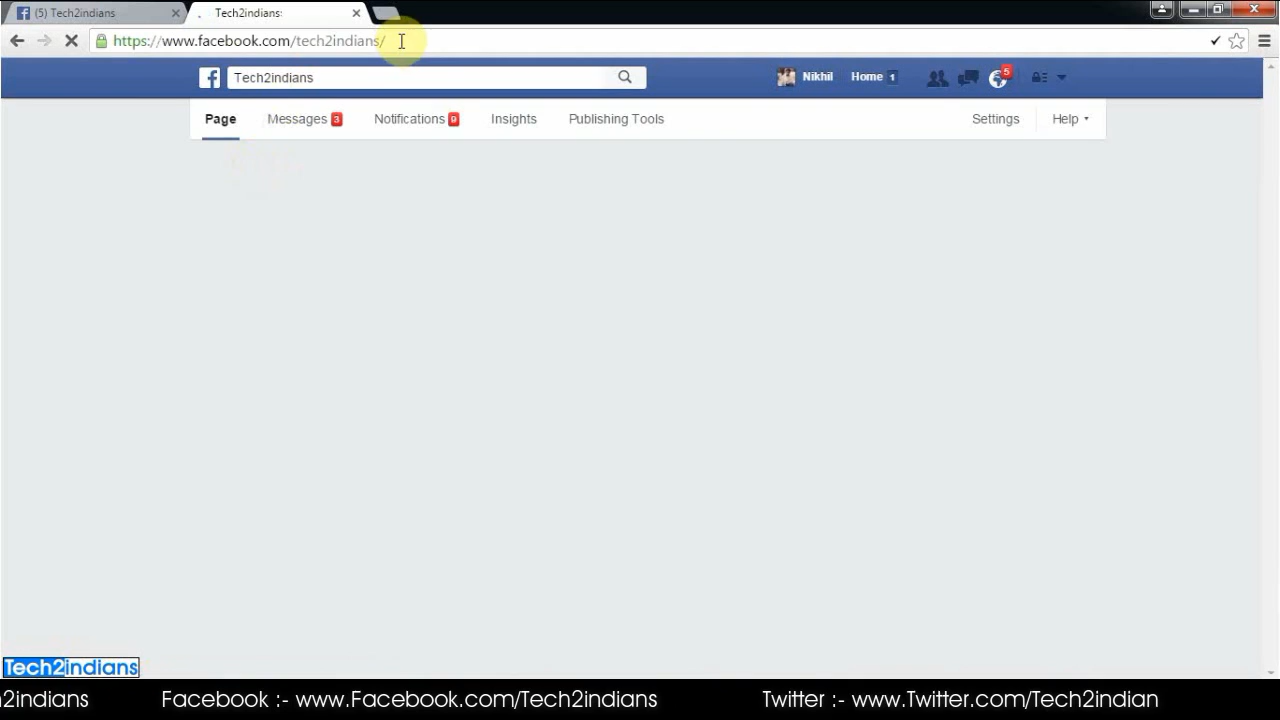 (5) Tech2indians
Tech2indians:
https://www.facebook.com/tech2indians/
Tech2indians
Nikhil
Home 1
5
Page
Messages 3
Notifications 9
Insights
Publishing Tools
Settings
Help
Tech2indians
2indians
Facebook :- www.Facebook.com/Tech2indians
Twitter :- www.Twitter.com/Tech2indian